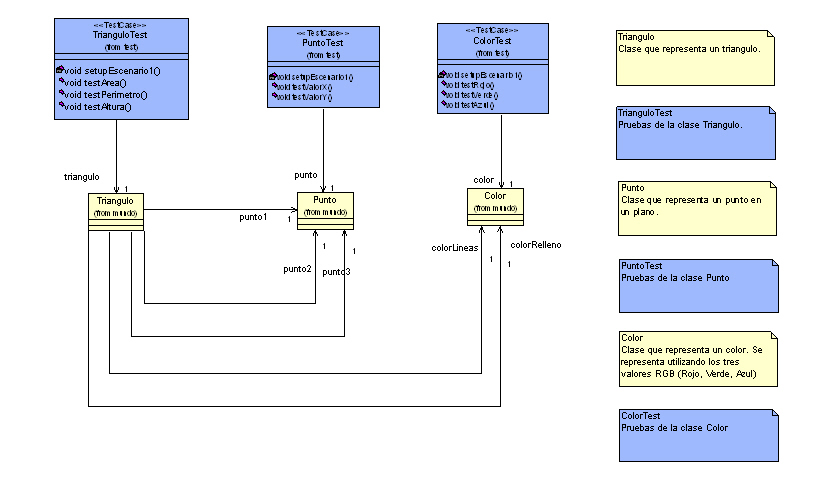 <<TestCase>>
TrianguloTest
(from test)
void setupEscenario1()
void testArea()
void testPerimetro()
void testAltura()
<<TestCase>>
PuntoTest
(from test)
void setupEscenario1()
void testValorX()
void testValorY()
<<TestCase>>
ColorTest
(from test)
void setupEscenario1()
void testRojo()
void testVerde()
void testAzul()
triangulo
1
punto
1
color
1
Triangulo
(from mundo)
Punto
(from mundo)
Color
(from mundo)
punto1
1
punto2
1
punto3
1
colorLineas
1
colorRelleno
1
Triangulo
Clase que representa un triangulo.
TrianguloTest
Pruebas de la clase Triangulo.
Punto
Clase que representa un punto en
un plano.
PuntoTest
Pruebas de la clase Punto
Color
Clase que representa un color. Se
representa utilizando los tres
valores RGB (Rojo, Verde, Azul)
ColorTest
Pruebas de la clase Color